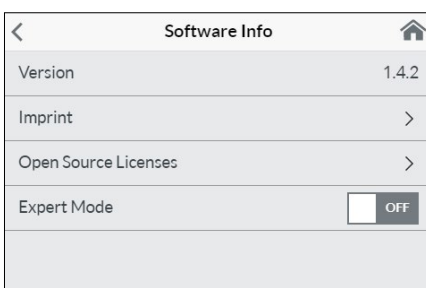 Software Info
Version 1.4.2
Imprint
Open Source Licenses
Expert Mode OFF